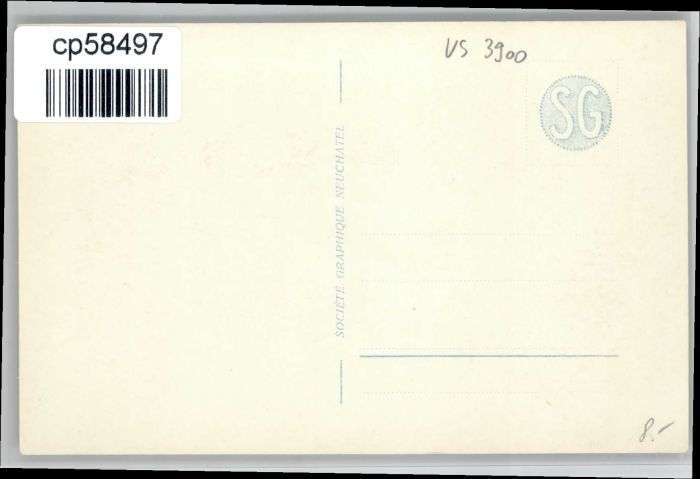 cp58497
VS 3900
SG
SOCIÉTÉ GRAPHIQUE NEUCHATEL
8.-